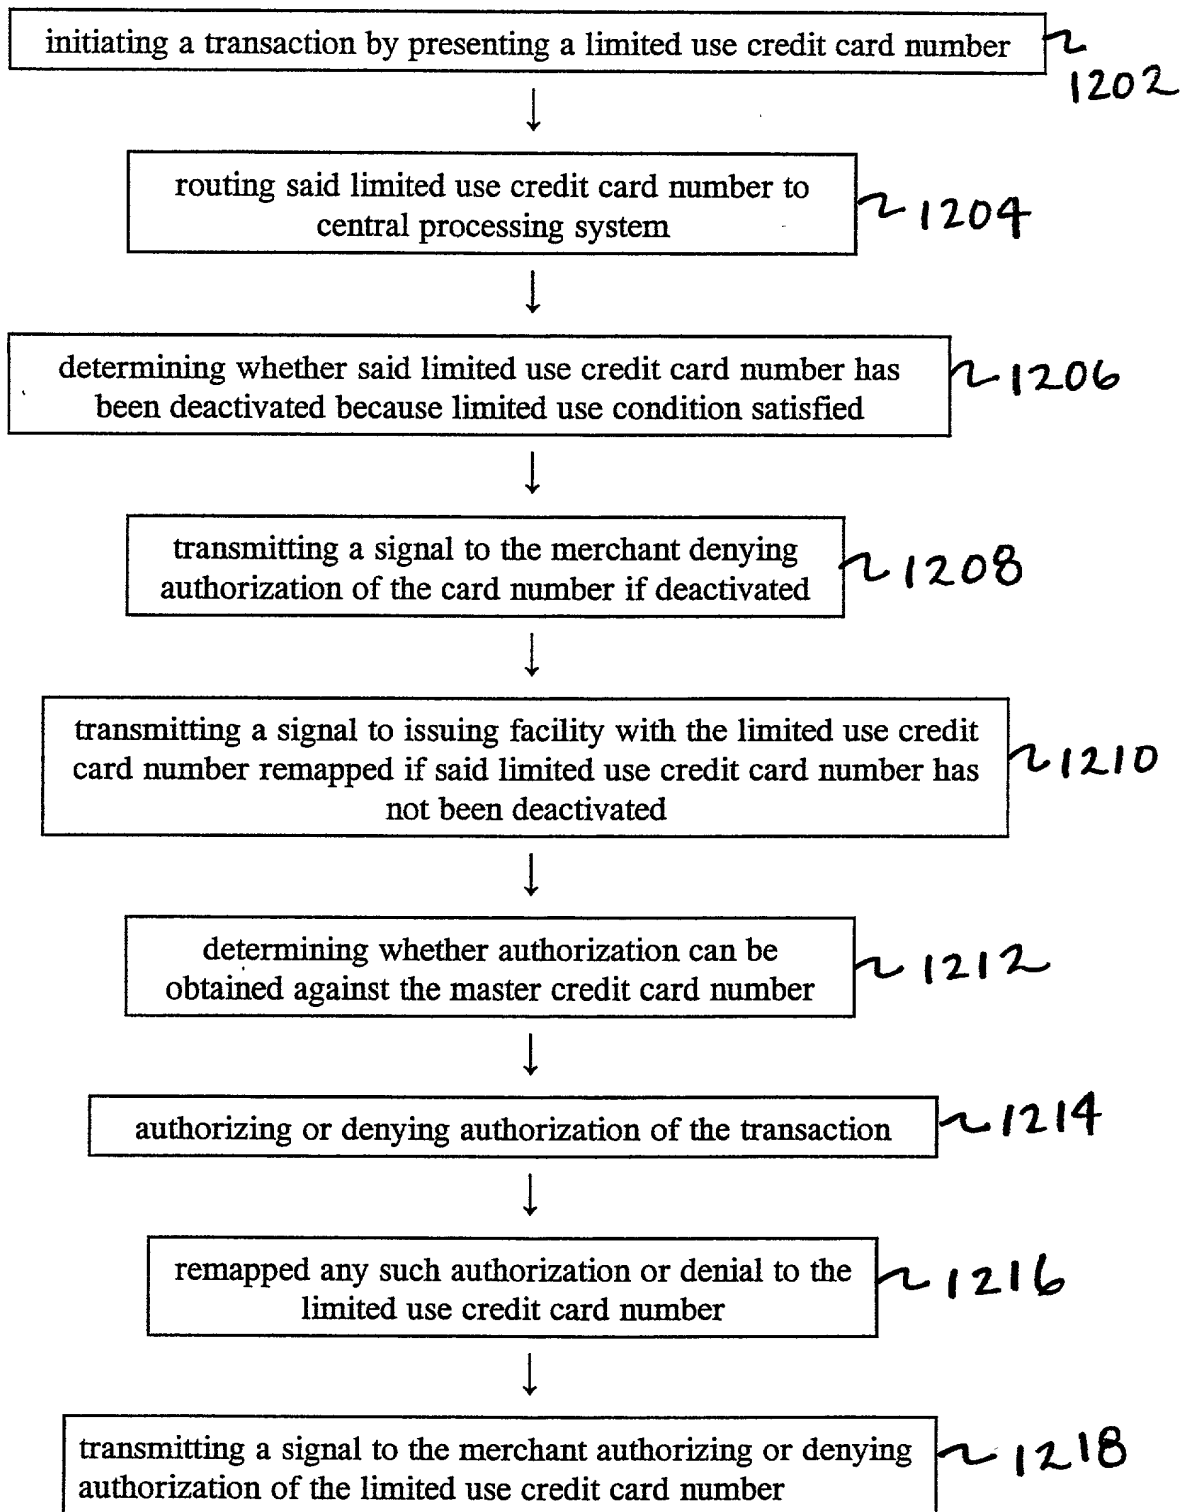 initiating a transaction by presenting a limited use credit card number
1202
routing said limited use credit card number to
central processing system
1204
determining whether said limited use credit card number has
been deactivated because limited use condition satisfied
1206
transmitting a signal to the merchant denying
authorization of the card number if deactivated
1208
transmitting a signal to issuing facility with the limited use credit
card number remapped if said limited use credit card number has
not been deactivated
1210
determining whether authorization can be
obtained against the master credit card number
1212
authorizing or denying authorization of the transaction
1214
remapped any such authorization or denial to the
limited use credit card number
1216
transmitting a signal to the merchant authorizing or denying
authorization of the limited use credit card number
1218